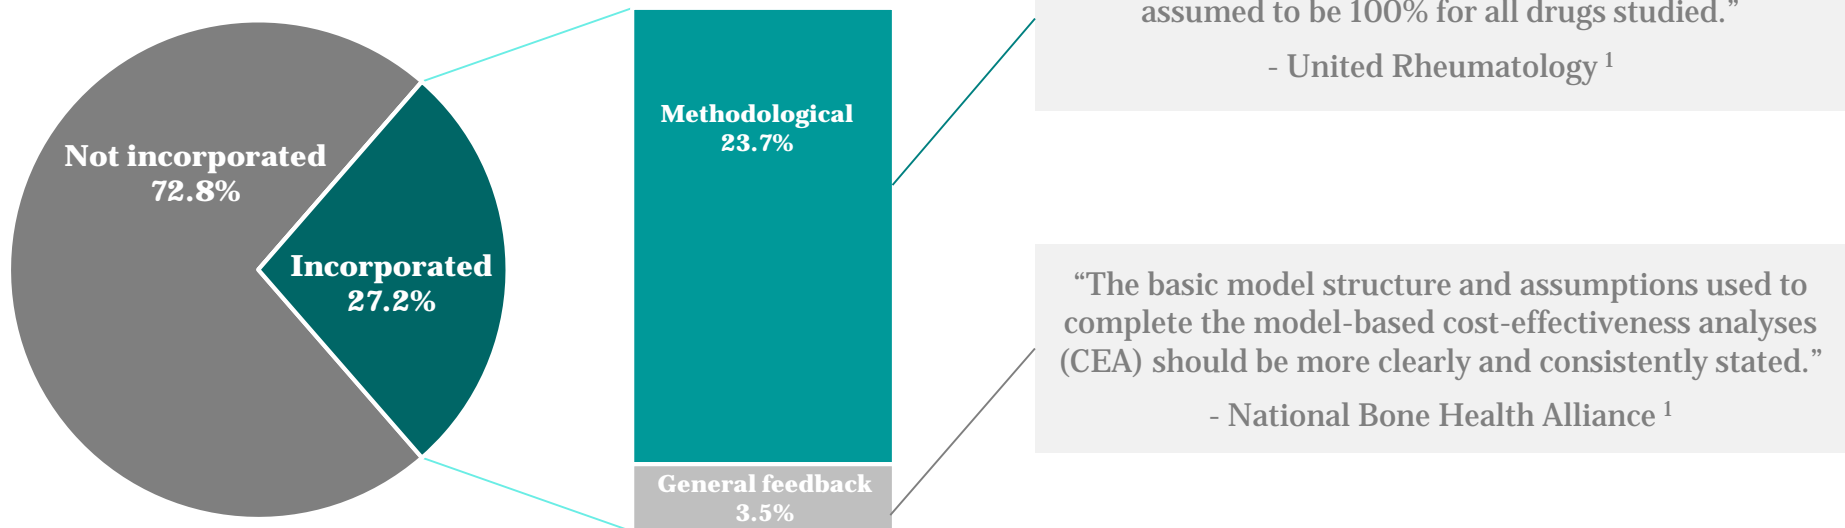 Not incorporated
72.8%
Incorporated
27.2%
Methodological
23.7%
General feedback
3.5%
assumed to be 100% for all drugs studied.”
- United Rheumatology 1
“The basic model structure and assumptions used to
complete the model-based cost-effectiveness analyses
(CEA) should be more clearly and consistently stated.”
- National Bone Health Alliance 1